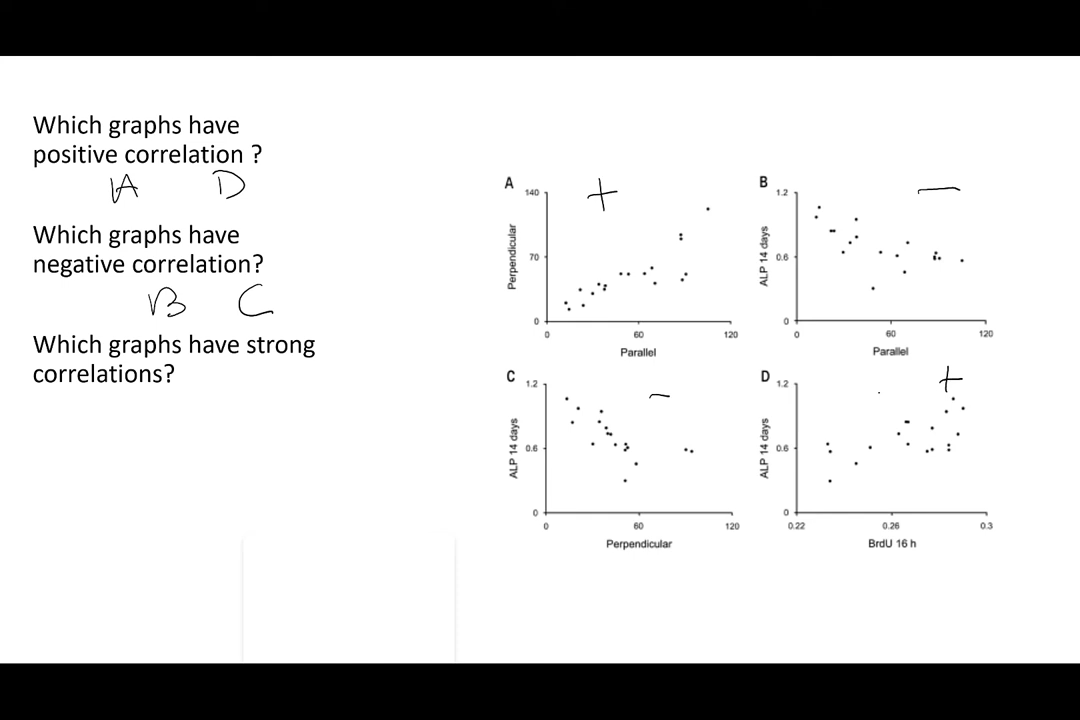 Which graphs have
positive correlation ?
A D
Which graphs have
negative correlation?
B C
Which graphs have strong
correlations?
A
+
140
70
0
Perpendicular
0 60 120
Parallel
B
−
1.2
0.6
0
ALP 14 days
0 60 120
Parallel
C
−
1.2
0.6
0
ALP 14 days
0 60 120
Perpendicular
D
+
1.2
0.6
0
ALP 14 days
0.22 0.26 0.3
BrdU 16 h